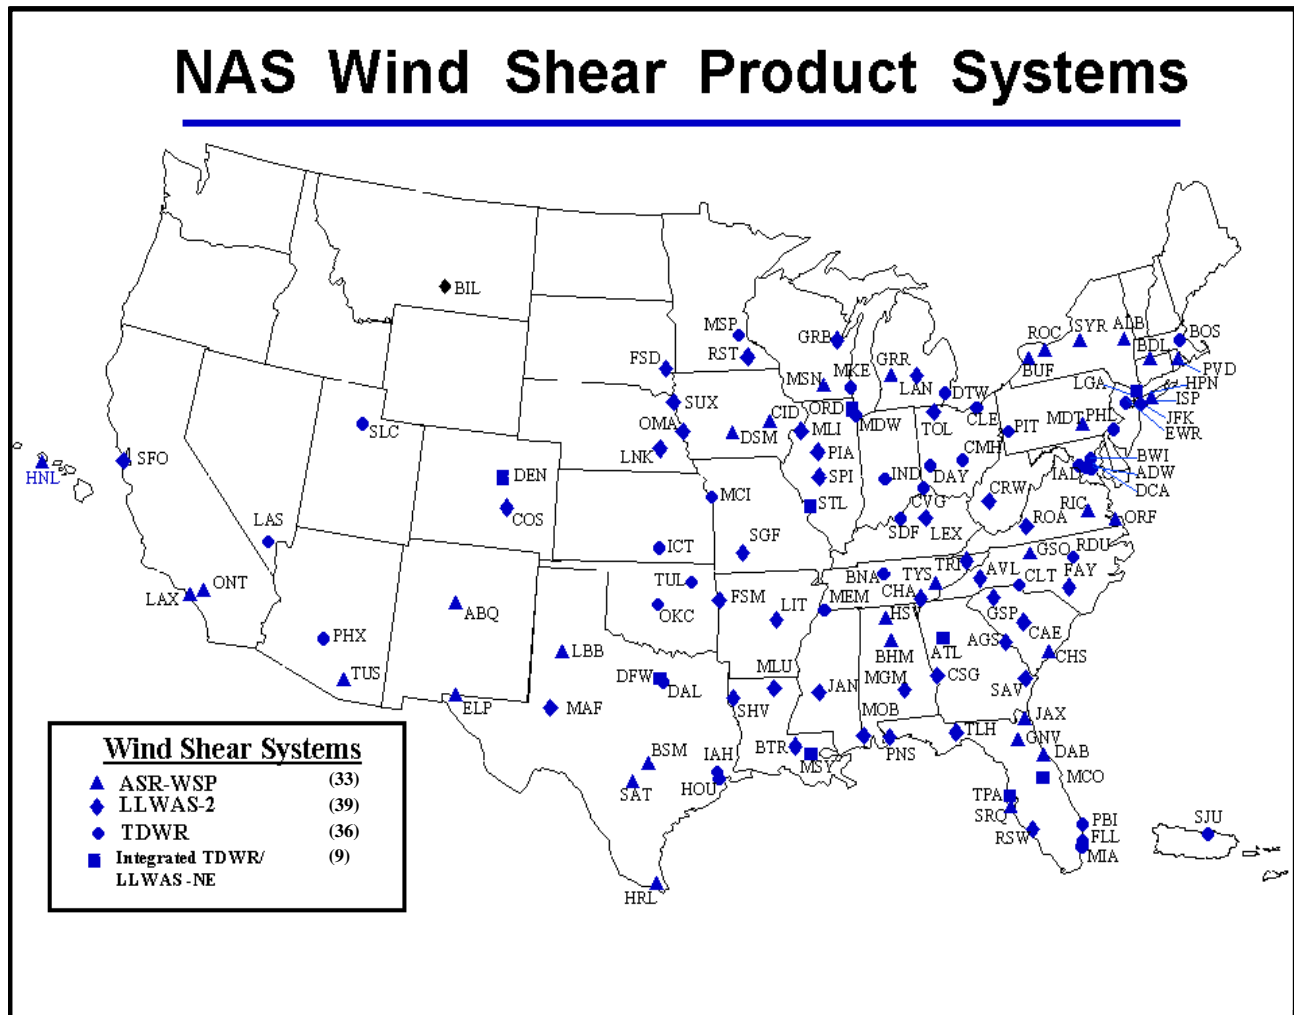 NAS Wind Shear Product Systems
BIL
MSP
RST
GRB
FSD
MSN
MKE
GRR
LAN
DTW
ROC
SYR
ALB
BOS
BUF
BDL
PVD
LGA
HPN
ISP
JFK
EWR
SUX
OMA
LNK
CID
DSM
ORD
MDW
MLI
PIA
SPI
STL
TOL
CLE
PIT
MDT
PHL
CMH
IND
DAY
CVG
SDF
LEX
CRW
IAD
BWI
ADW
DCA
RIC
ORF
ROA
SLC
SFO
HNL
LAS
DEN
COS
MCI
ICT
SGF
TUL
OKC
FSM
LIT
BNA
TYS
TRI
GSO
RDU
AVL
CLT
FAY
CHA
MEM
HSV
GSP
CAE
AGS
CHS
SAV
ATL
BHM
MGM
CSG
LAX
ONT
PHX
TUS
ABQ
ELP
LBB
MAF
DFW
DAL
MLU
SHV
JAN
MOB
PNS
TLH
JAX
GNV
DAB
MCO
BTR
MSY
BSM
SAT
IAH
HOU
HRL
TPA
SRQ
RSW
PBI
FLL
MIA
SJU
Wind Shear Systems
ASR-WSP (33)
LLWAS-2 (39)
TDWR (36)
Integrated TDWR/ (9)
LLWAS-NE